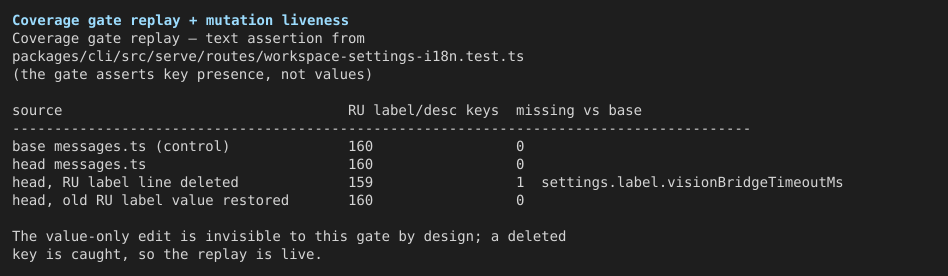 Coverage gate replay + mutation liveness
Coverage gate replay — text assertion from
packages/cli/src/serve/routes/workspace-settings-i18n.test.ts
(the gate asserts key presence, not values)
source RU label/desc keys missing vs base
----------------------------------------------------------------------------------------
base messages.ts (control) 160 0
head messages.ts 160 0
head, RU label line deleted 159 1 settings.label.visionBridgeTimeoutMs
head, old RU label value restored 160 0
The value-only edit is invisible to this gate by design; a deleted
key is caught, so the replay is live.